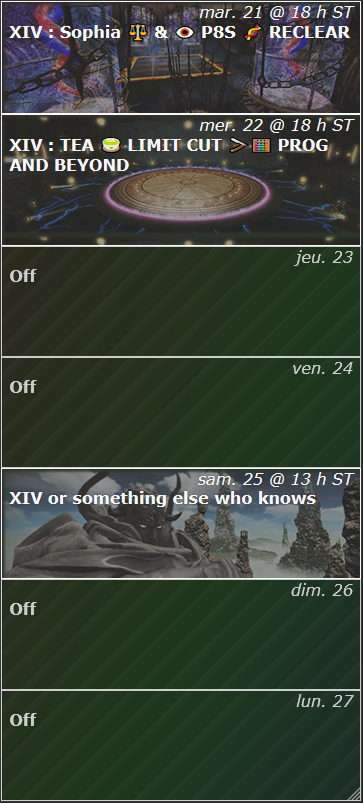 mar. 21 @ 18 h ST
XIV : Sophia ⚖️ & 👁️ P8S 🌶️ RECLEAR
mer. 22 @ 18 h ST
XIV : TEA 🍵 LIMIT CUT ＞🧮 PROG
AND BEYOND
jeu. 23
Off
ven. 24
Off
sam. 25 @ 13 h ST
XIV or something else who knows
dim. 26
Off
lun. 27
Off